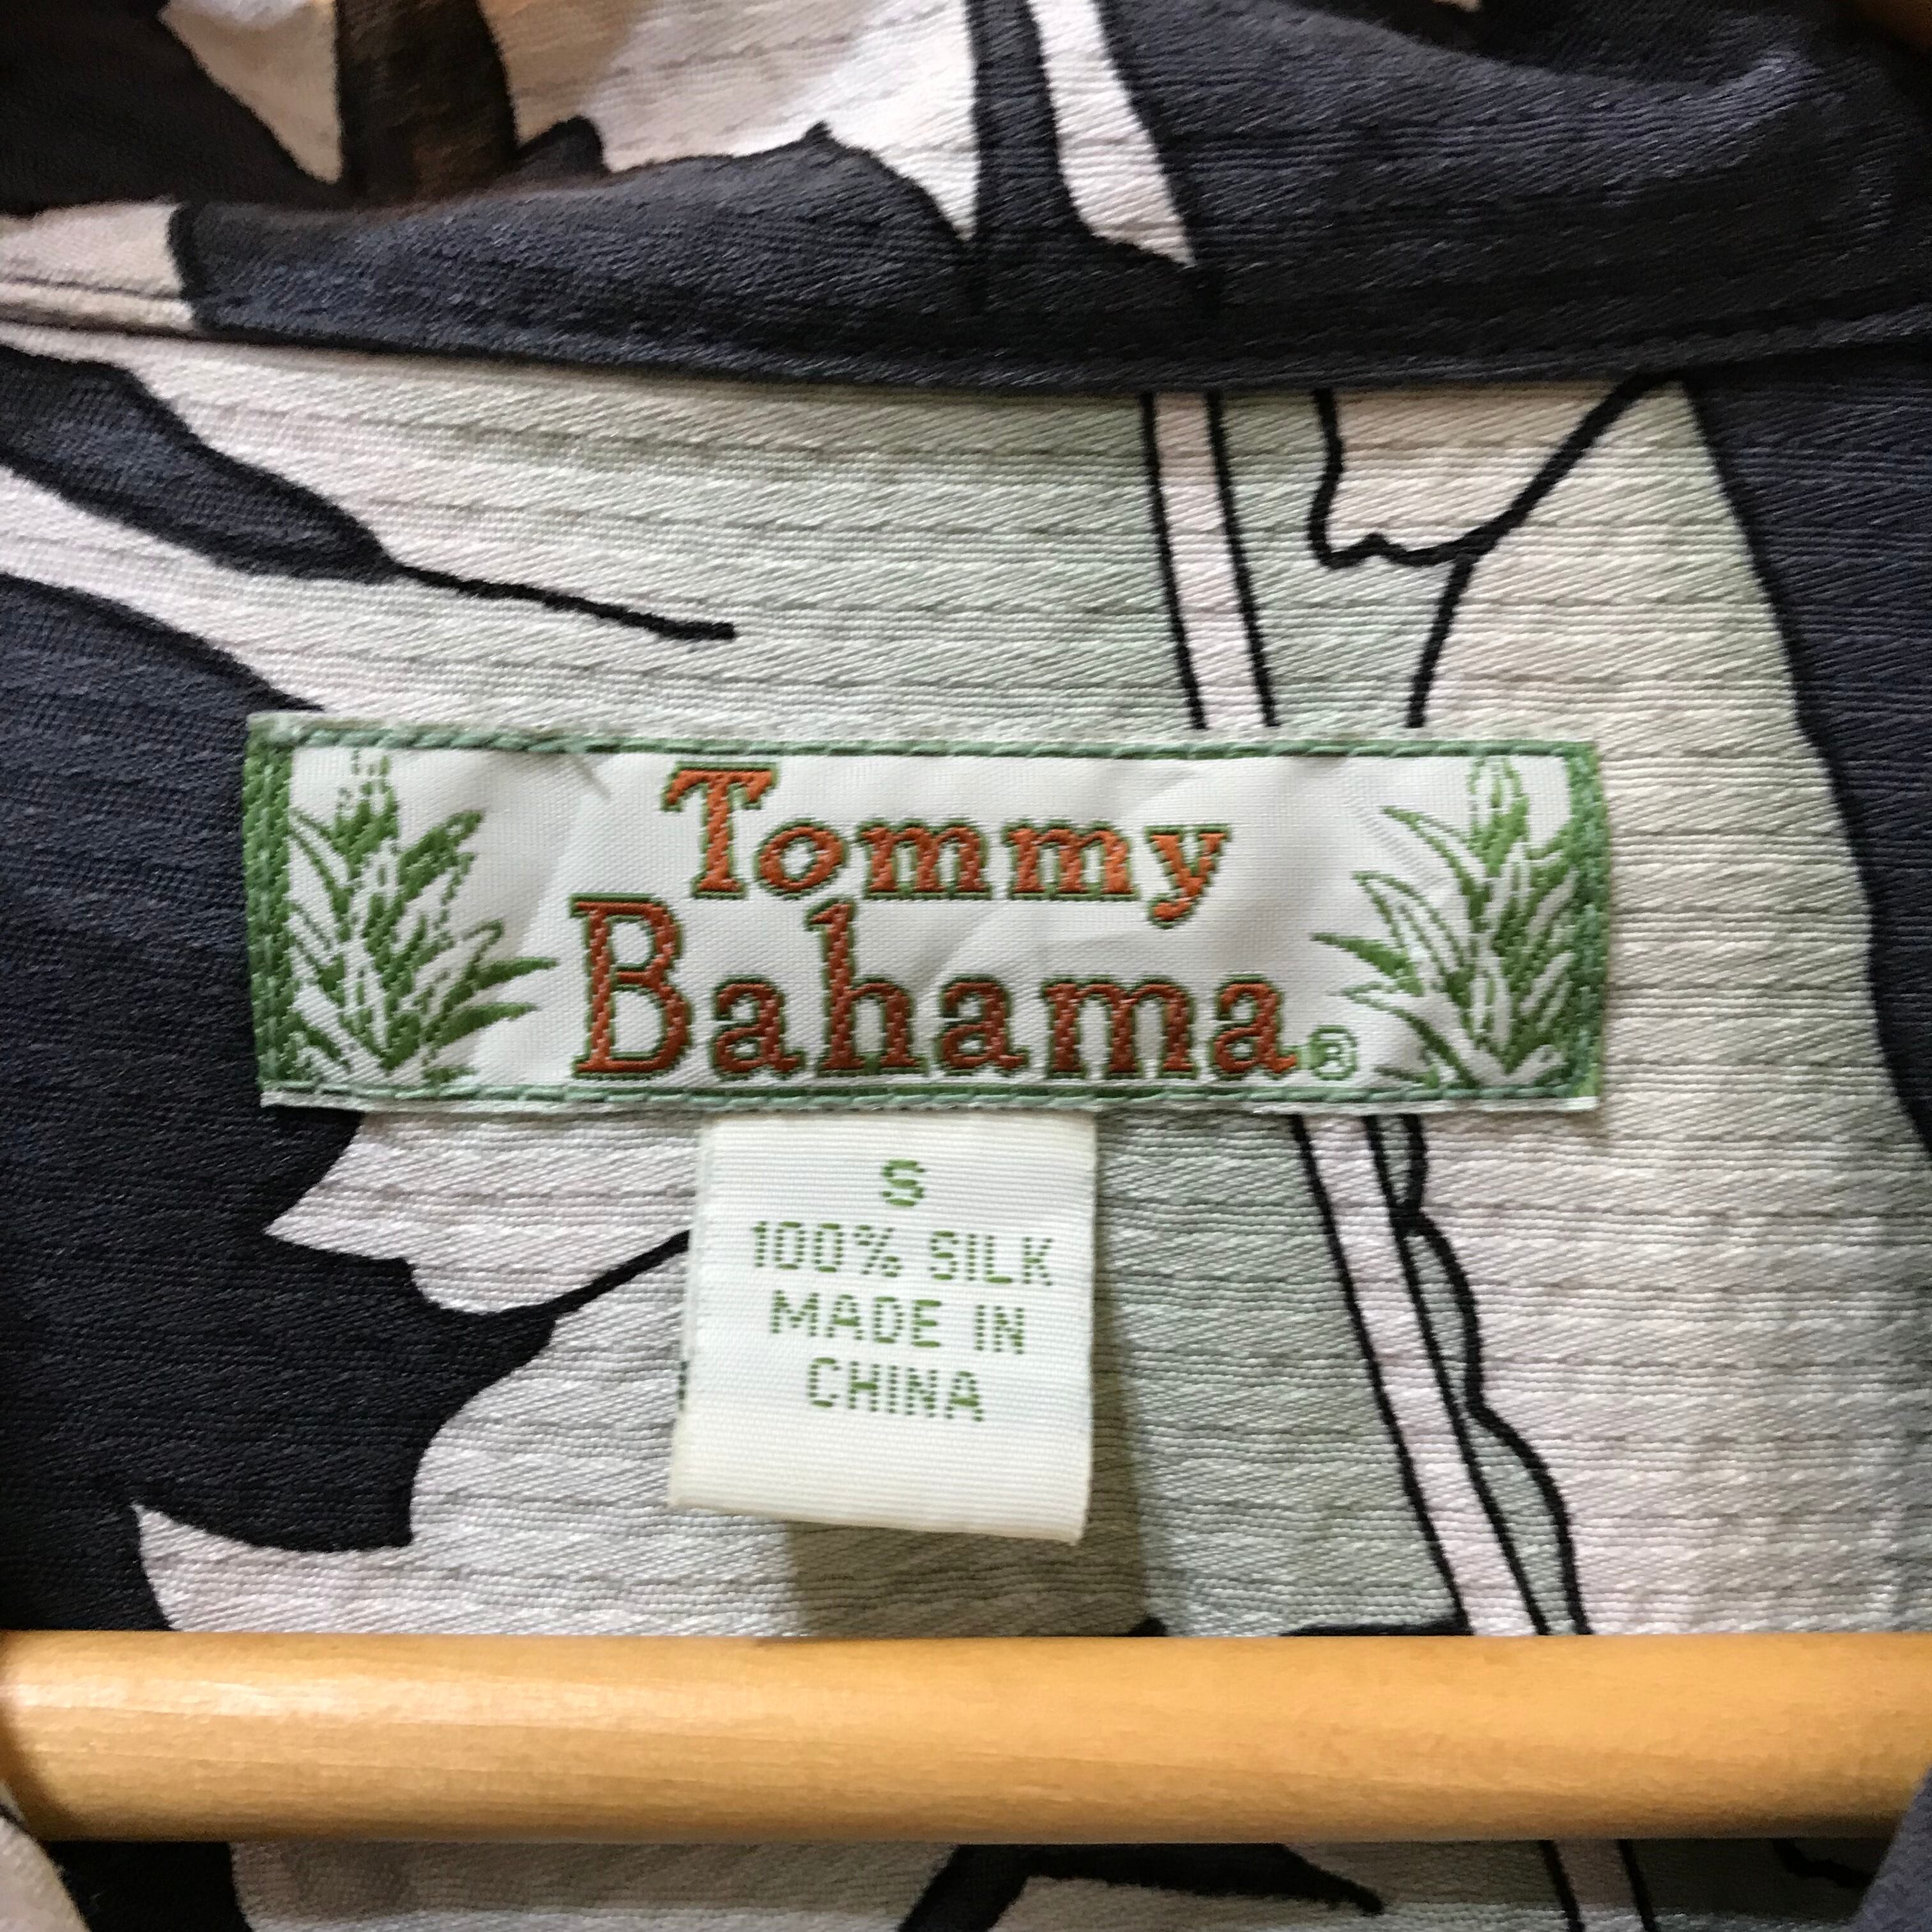 Tommy
Bahama®
S
100% SILK
MADE IN
CHINA